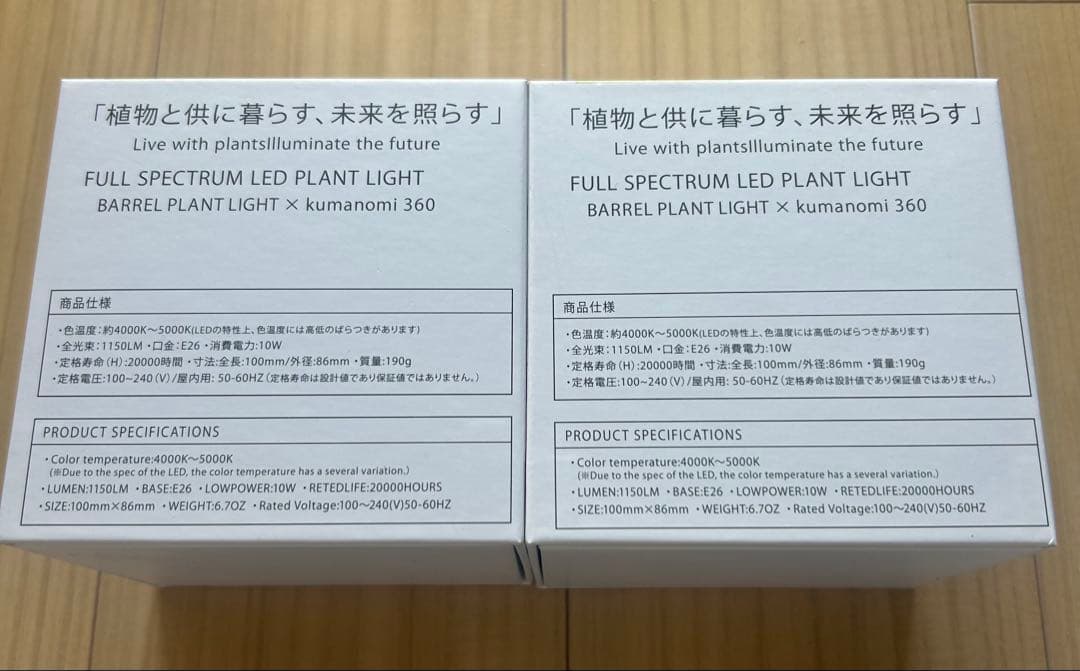 「植物と供に暮らす、未来を照らす」
Live with plantsIlluminate the future
FULL SPECTRUM LED PLANT LIGHT
BARREL PLANT LIGHT × kumanomi 360
商品仕様
・色温度：約4000K～5000K(LEDの特性上、色温度には高低のばらつきがあります)
・全光束：1150LM ・口金：E26 ・消費電力:10W
・定格寿命（H）:20000時間 ・寸法:全長:100mm/外径:86mm ・質量:190g
・定格電圧:100~240（V）/屋内用: 50-60HZ（定格寿命は設計値であり保証値ではありません。）
PRODUCT SPECIFICATIONS
・Color temperature:4000K～5000K
(※Due to the spec of the LED, the color temperature has a several variation.)
・LUMEN:1150LM ・BASE:E26 ・LOWPOWER:10W ・RETEDLIFE:20000HOURS
・SIZE:100mm×86mm ・WEIGHT:6.7OZ ・Rated Voltage:100～240(V)50-60HZ
「植物と供に暮らす、未来を照らす」
Live with plantsIlluminate the future
FULL SPECTRUM LED PLANT LIGHT
BARREL PLANT LIGHT × kumanomi 360
商品仕様
・色温度：約4000K～5000K(LEDの特性上、色温度には高低のばらつきがあります)
・全光束：1150LM ・口金：E26 ・消費電力:10W
・定格寿命（H）:20000時間 ・寸法:全長:100mm/外径:86mm ・質量:190g
・定格電圧:100~240（V）/屋内用: 50-60HZ（定格寿命は設計値であり保証値ではありません。）
PRODUCT SPECIFICATIONS
・Color temperature:4000K～5000K
(※Due to the spec of the LED, the color temperature has a several variation.)
・LUMEN:1150LM ・BASE:E26 ・LOWPOWER:10W ・RETEDLIFE:20000HOURS
・SIZE:100mm×86mm ・WEIGHT:6.7OZ ・Rated Voltage:100～240(V)50-60HZ